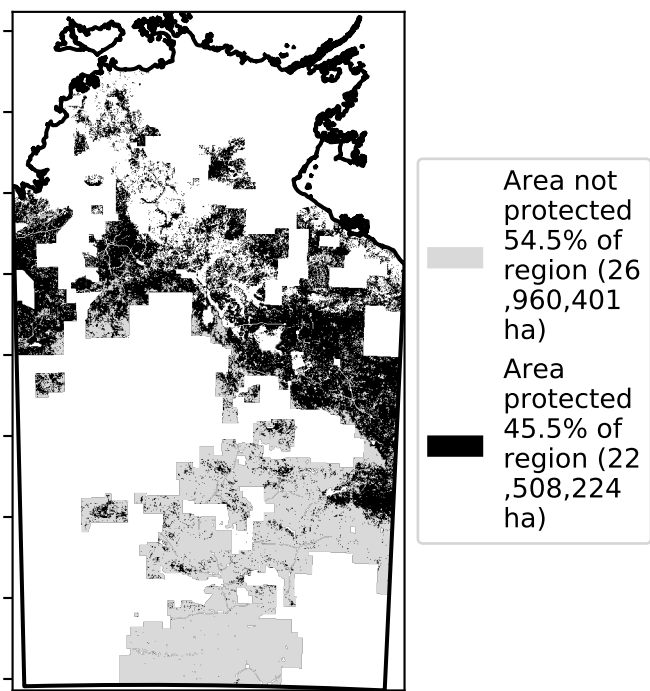 Area not
protected
54.5% of
region (26
,960,401
ha)
Area
protected
45.5% of
region (22
,508,224
ha)